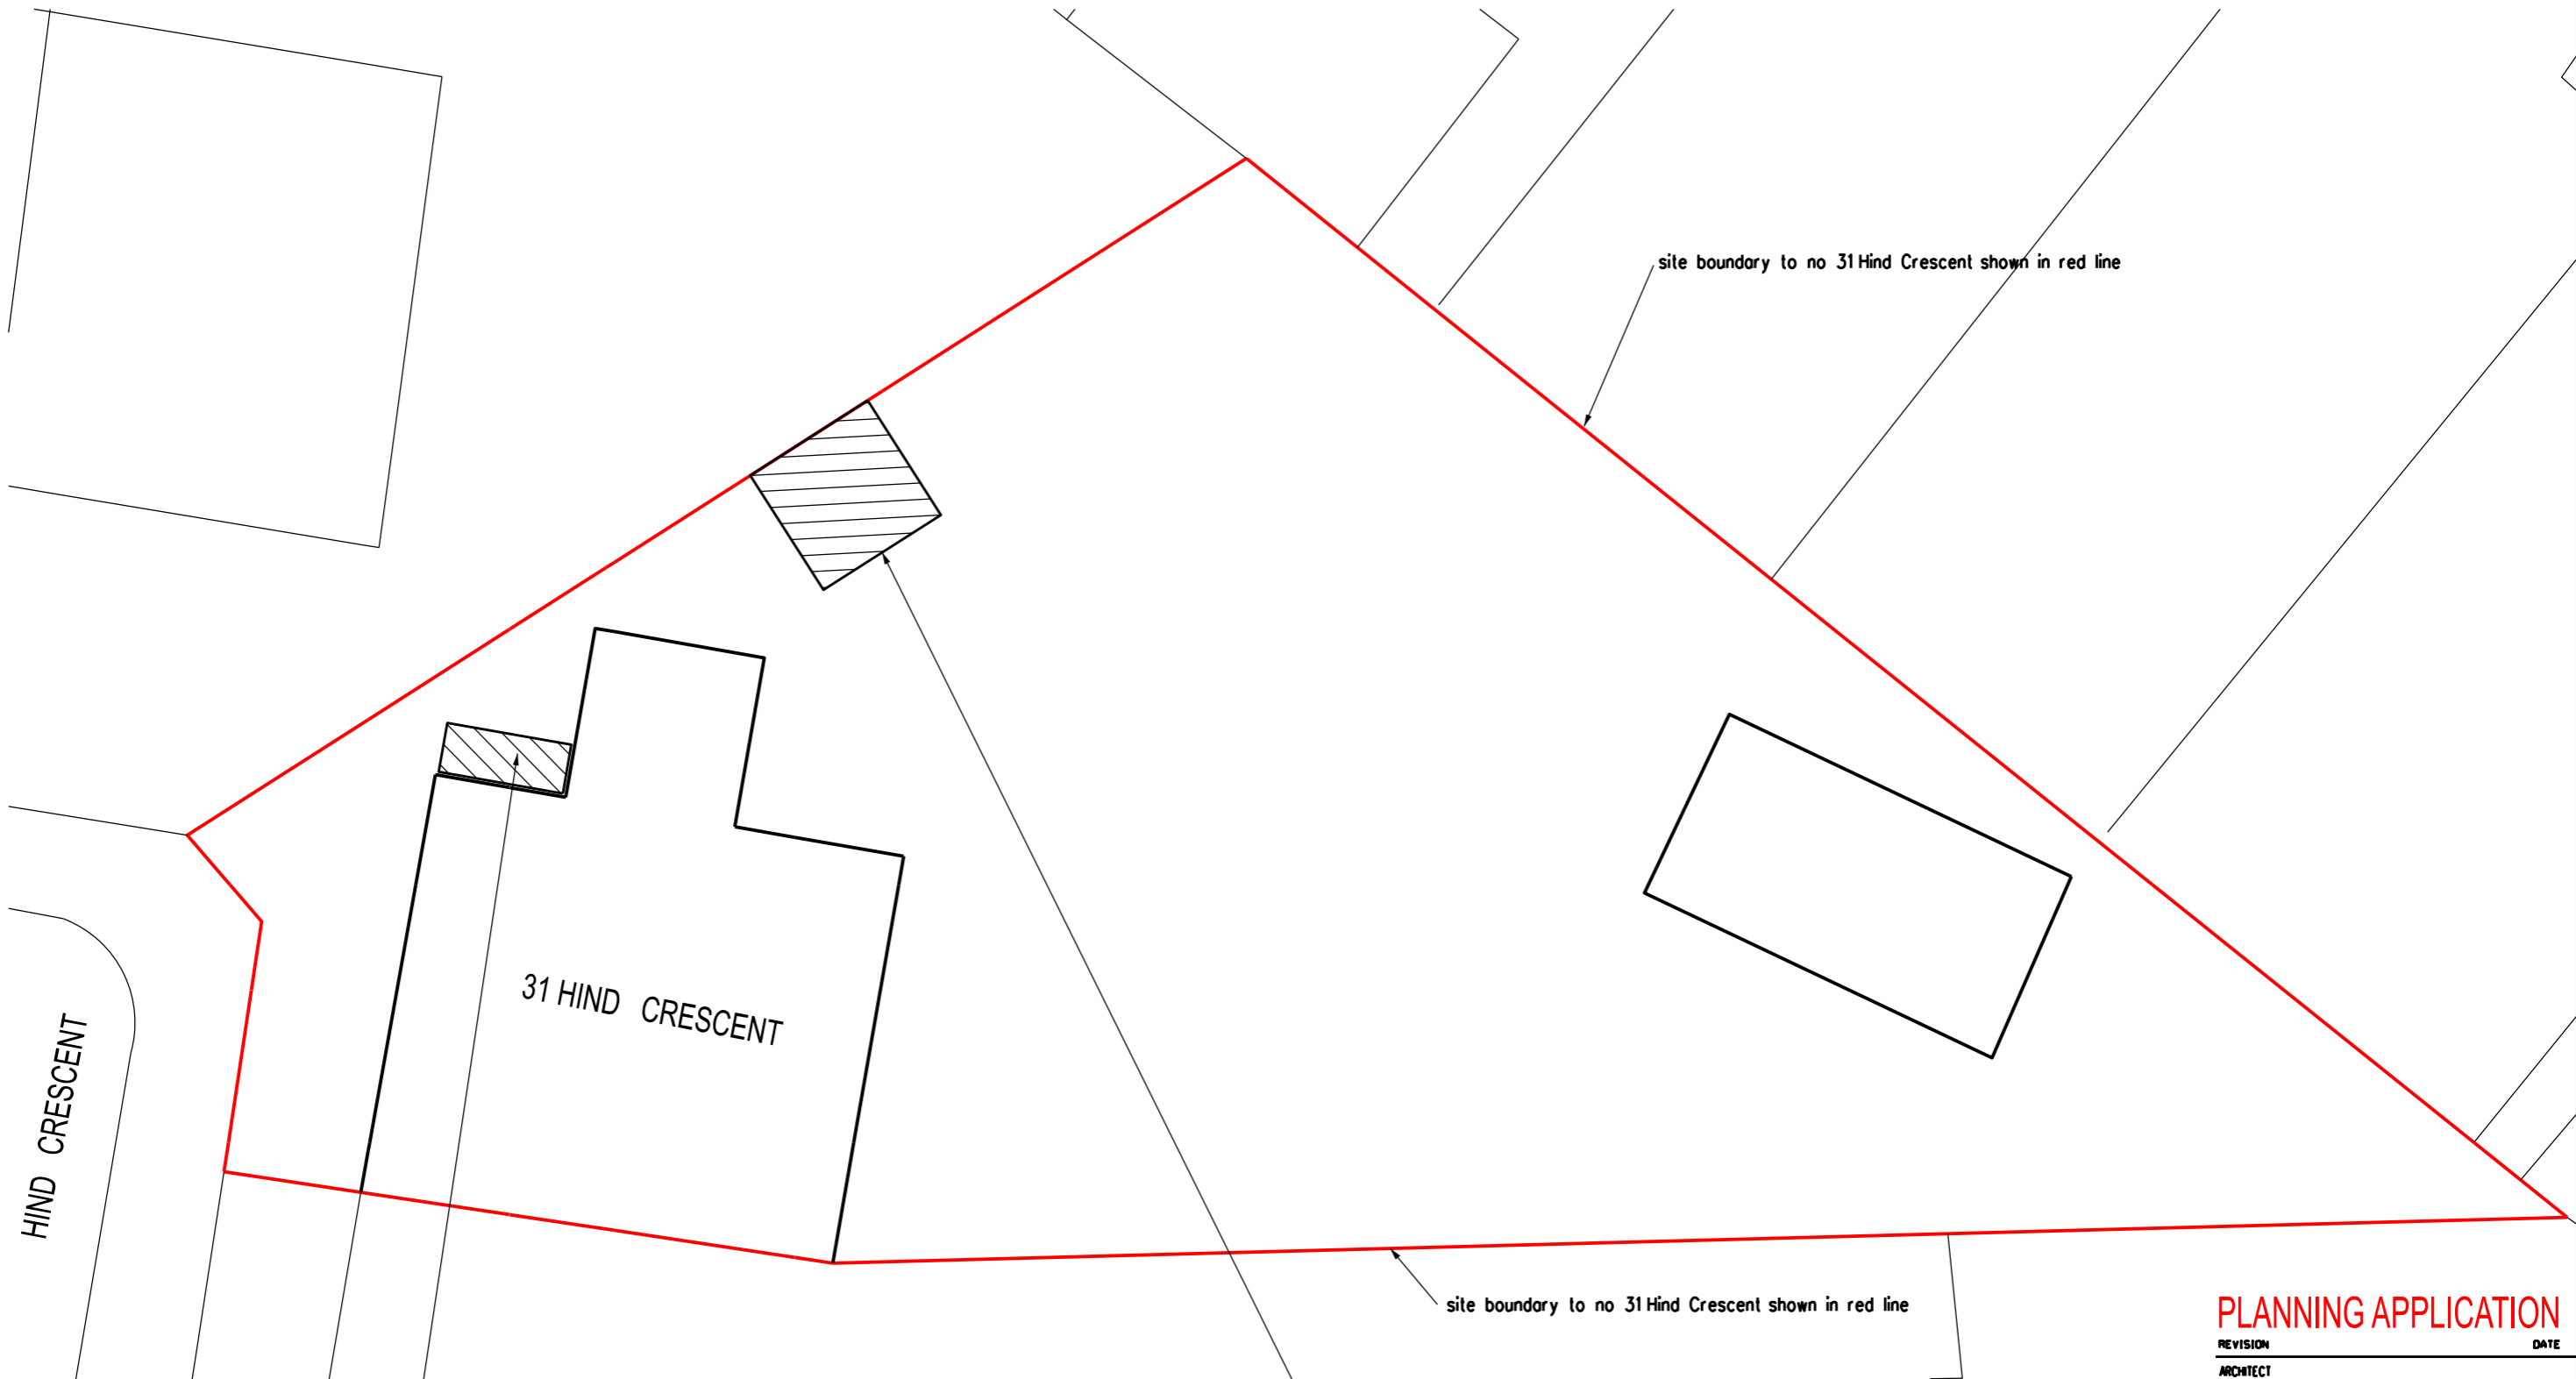 site boundary to no 31 Hind Crescent shown in red line
31 HIND CRESCENT
HIND CRESCENT
site boundary to no 31 Hind Crescent shown in red line
PLANNING APPLICATION
REVISION DATE
ARCHITECT